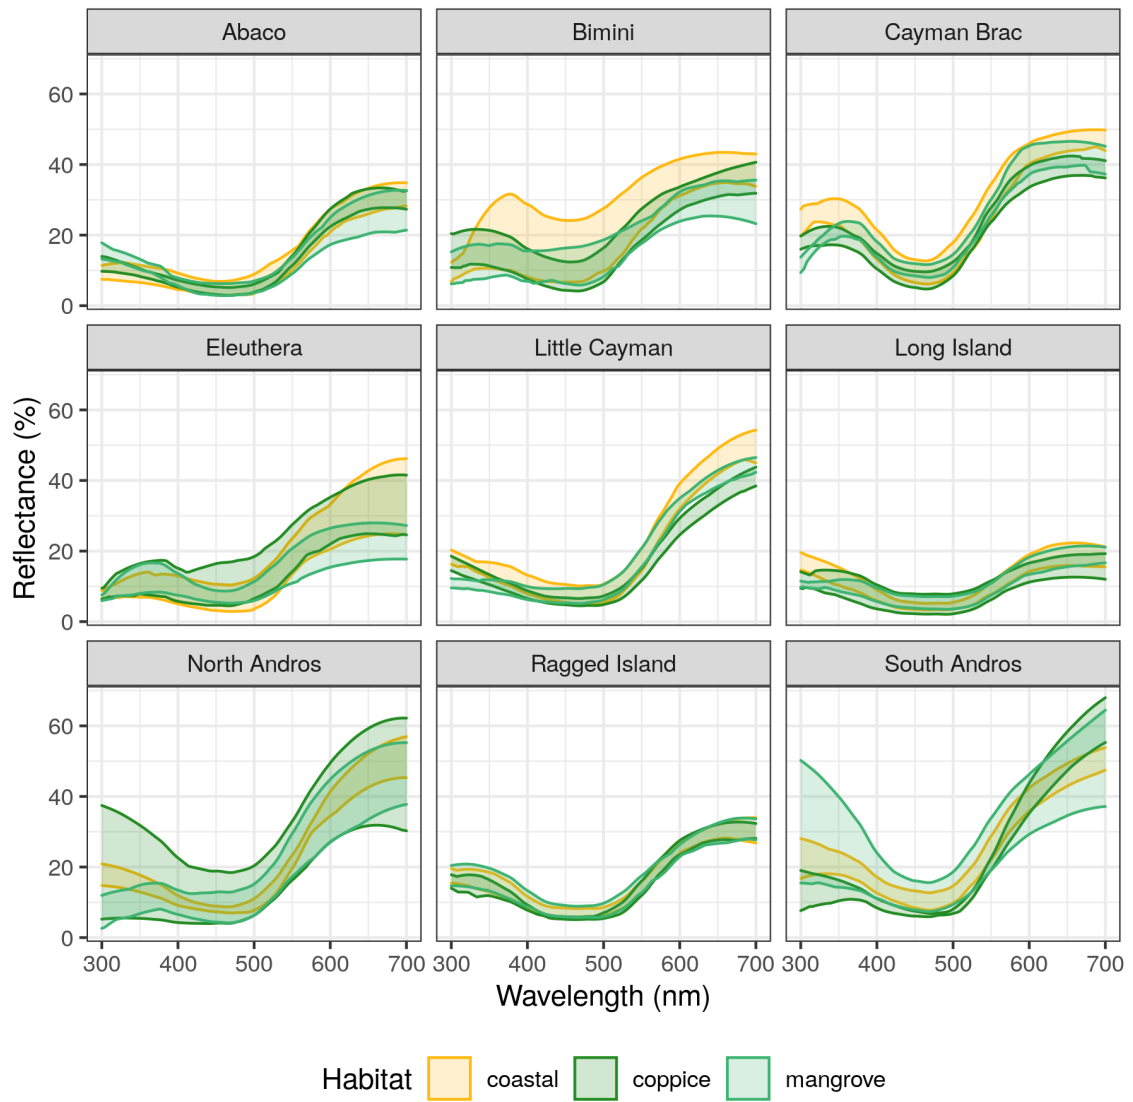 Abaco Bimini Cayman Brac
60
40
20
0
Eleuthera Little Cayman Long Island
60
40
20
0
Reflectance (%)
North Andros Ragged Island South Andros
60
40
20
0
300 400 500 600 700 300 400 500 600 700 300 400 500 600 700
Wavelength (nm)
Habitat coastal coppice mangrove